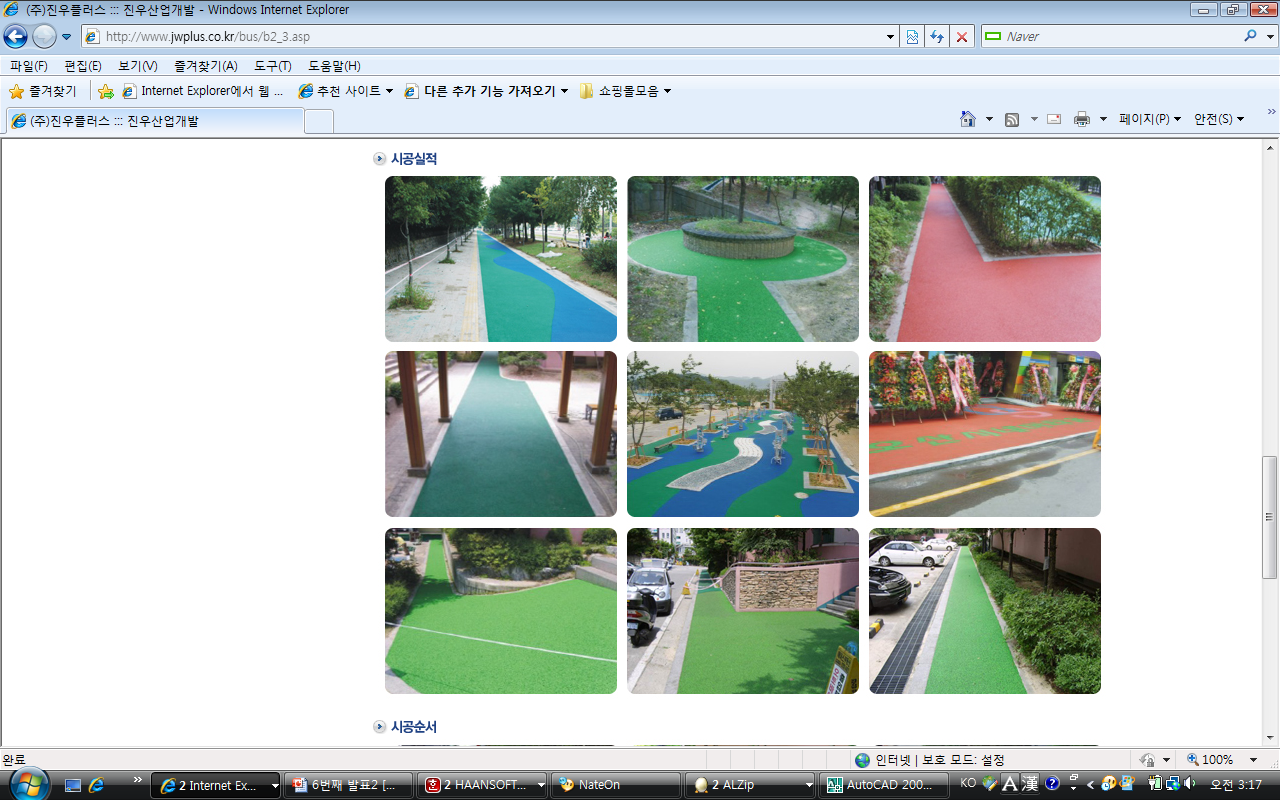 (주)진우플러스 ::: 진우산업개발 - Windows Internet Explorer
http://www.jwplus.co.kr/bus/b2_3.asp
Naver
파일(F) 편집(E) 보기(V) 즐겨찾기(A) 도구(T) 도움말(H)
즐겨찾기 Internet Explorer에서 웹 ... 추천 사이트 다른 추가 기능 가져오기 쇼핑몰모음
(주)진우플러스 ::: 진우산업개발 페이지(P) 안전(S) »
시공실적
시공순서
완료 인터넷 | 보호 모드: 설정 100%
» 2 Internet Ex... 6번째 발표2 [... 2 HAANSOFT... NateOn 2 ALZip AutoCAD 200... KO A 漢 오전 3:17